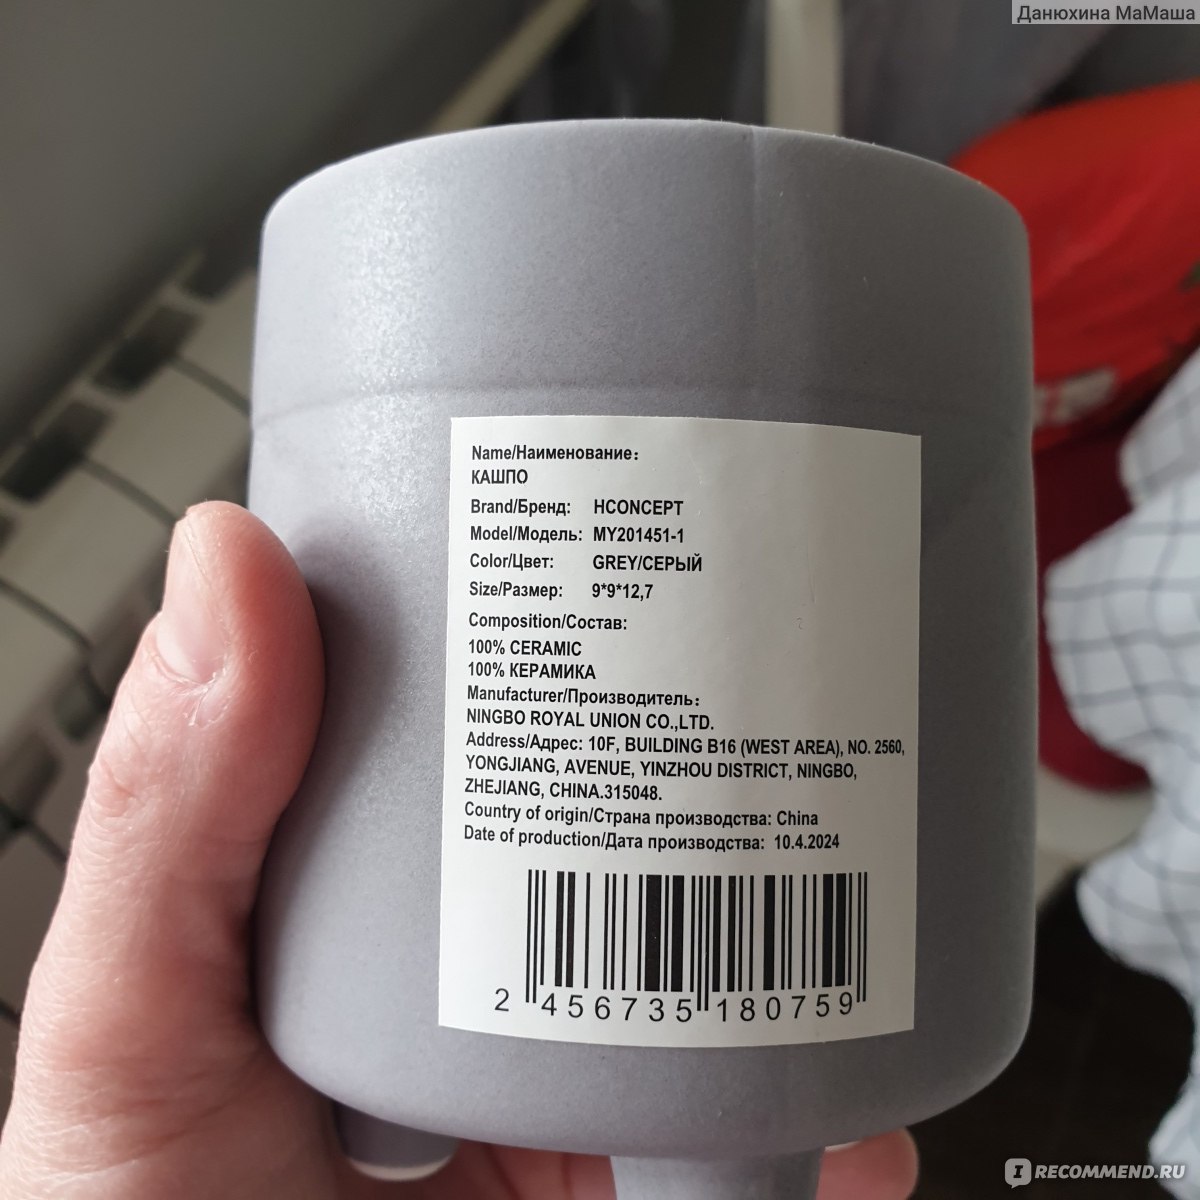 Данюхина МаМаша
Name/Наименование:
КАШПО
Brand/Бренд: HCONCEPT
Model/Модель: MY201451-1
Color/Цвет: GREY/СЕРЫЙ
Size/Размер: 9*9*12,7
Composition/Состав:
100% CERAMIC
100% КЕРАМИКА
Manufacturer/Производитель:
NINGBO ROYAL UNION CO.,LTD.
Address/Адрес: 10F, BUILDING B16 (WEST AREA), NO. 2560,
YONGJIANG, AVENUE, YINZHOU DISTRICT, NINGBO,
ZHEJIANG, CHINA.315048.
Country of origin/Страна производства: China
Date of production/Дата производства: 10.4.2024
2 456735 180759
IRECOMMEND.RU